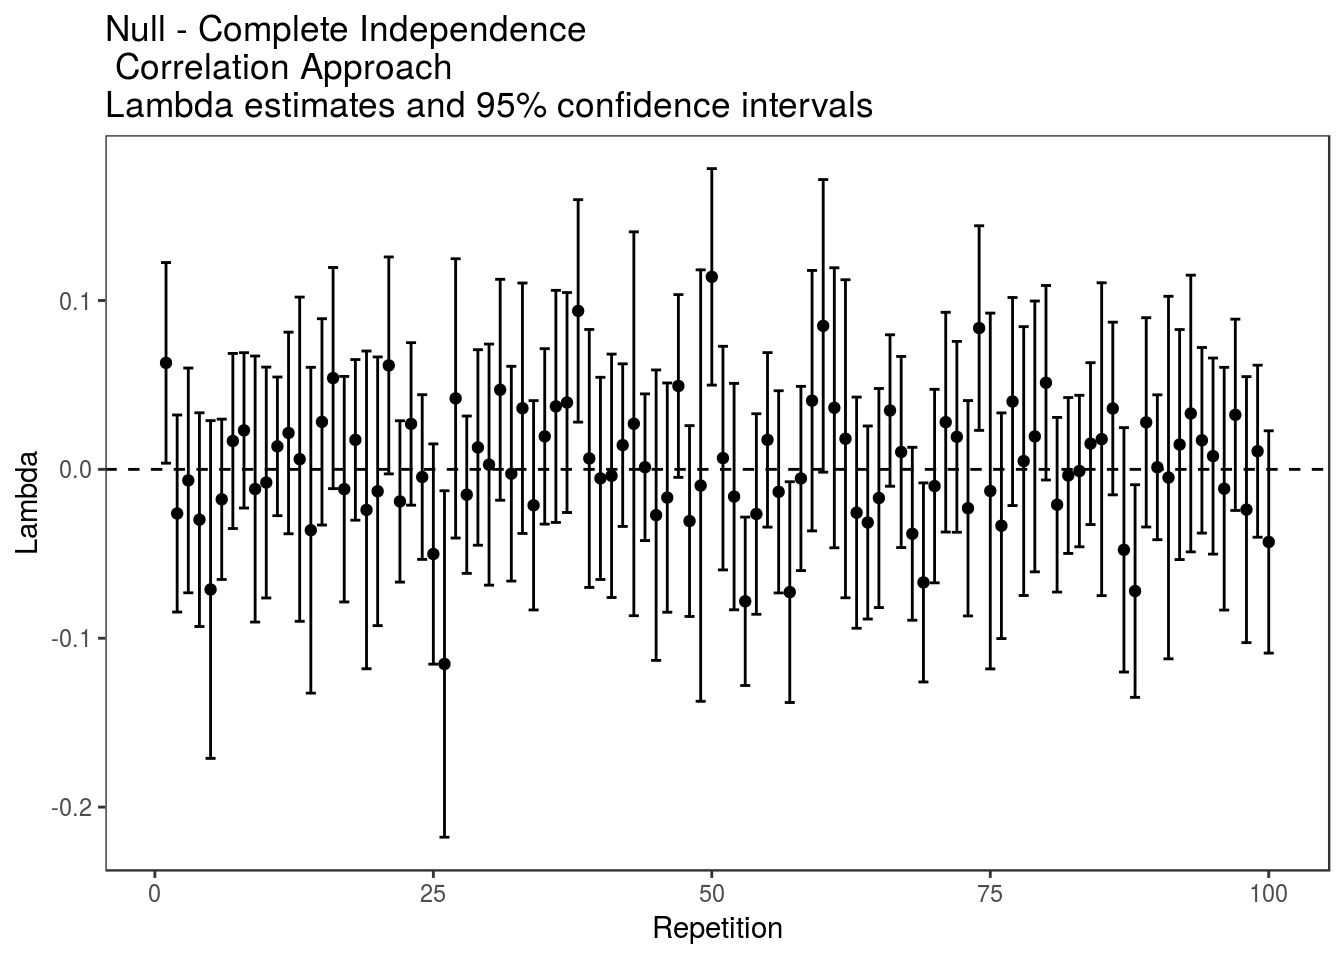 Null - Complete Independence
Correlation Approach
Lambda estimates and 95% confidence intervals
0.1
0.0
-0.1
-0.2
Lambda
0 25 50 75 100
Repetition